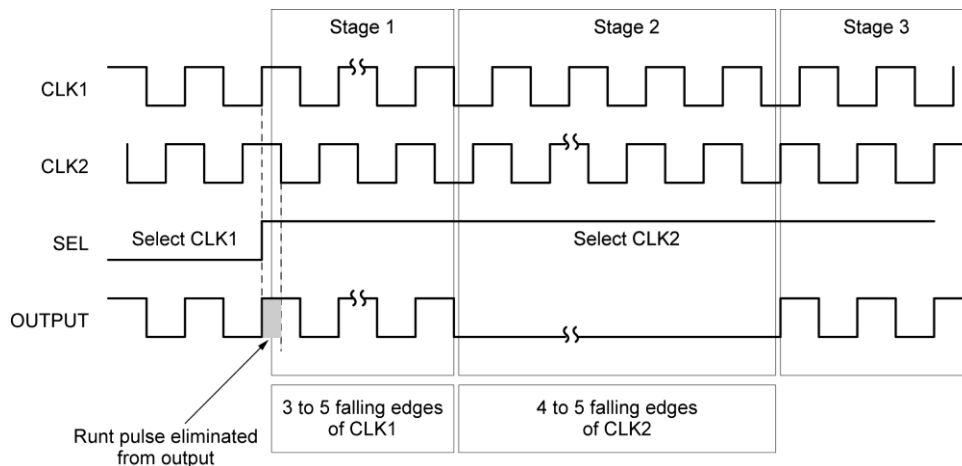 Stage 1
Stage 2
Stage 3
CLK1
CLK2
SEL
Select CLK1
Select CLK2
OUTPUT
3 to 5 falling edges
of CLK1
4 to 5 falling edges
of CLK2
Runt pulse eliminated
from output